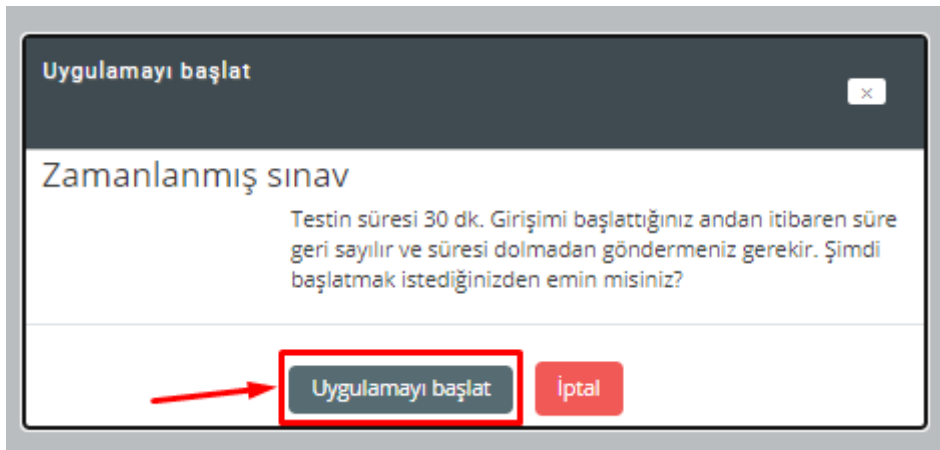 Uygulamayı başlat
×
Zamanlanmış sınav
Testin süresi 30 dk. Girişimi başlattığınız andan itibaren süre
geri sayılır ve süresi dolmadan göndermeniz gerekir. Şimdi
başlatmak istediğinizden emin misiniz?
Uygulamayı başlat İptal